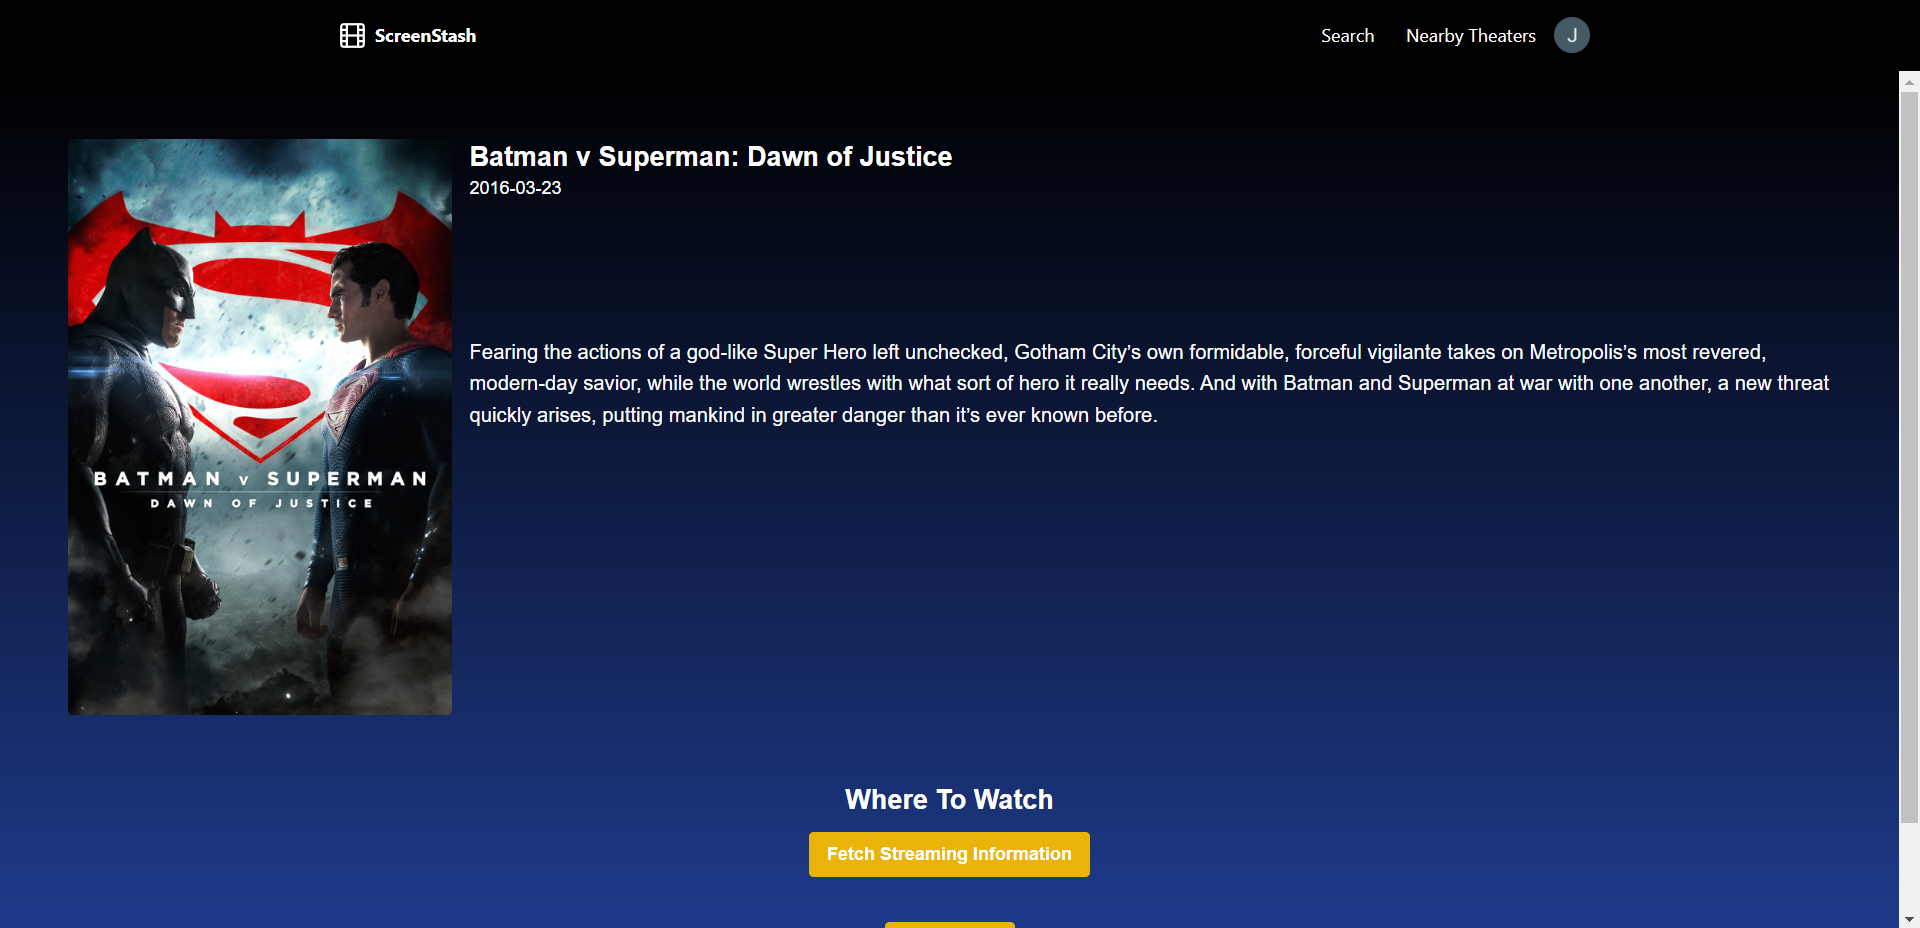 ScreenStash
Search
Nearby Theaters
J
Batman v Superman: Dawn of Justice
2016-03-23
Fearing the actions of a god-like Super Hero left unchecked, Gotham City’s own formidable, forceful vigilante takes on Metropolis’s most revered,
modern-day savior, while the world wrestles with what sort of hero it really needs. And with Batman and Superman at war with one another, a new threat
quickly arises, putting mankind in greater danger than it’s ever known before.
BATMAN v SUPERMAN
DAWN OF JUSTICE
Where To Watch
Fetch Streaming Information